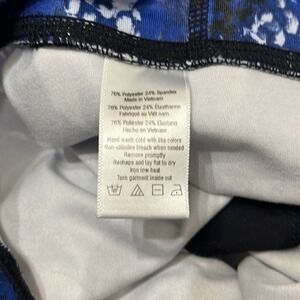 76% Polyester 24% Spandex
Made in Vietnam
76% Polyester 24% Élasthanne
Fabriqué au Viêt nam
76% Poliéster 24% Elastano
Hecho en Vietnam
Hand wash cold with like colors
Non-chlorine bleach when needed
Remove promptly
Reshape and lay flat to dry
Iron low heat
Turn garment inside out